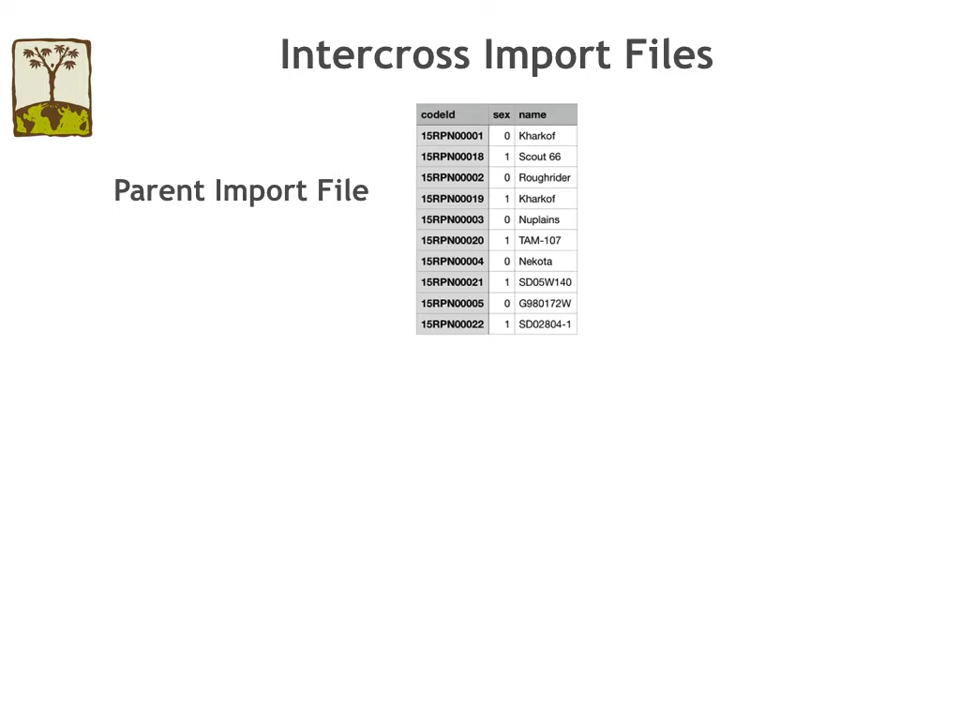 Intercross Import Files
Parent Import File
codeId sex name
15RPN00001 0 Kharkof
15RPN00018 1 Scout 66
15RPN00002 0 Roughrider
15RPN00019 1 Kharkof
15RPN00003 0 Nuplains
15RPN00020 1 TAM-107
15RPN00004 0 Nekota
15RPN00021 1 SD05W140
15RPN00005 0 G980172W
15RPN00022 1 SD02804-1